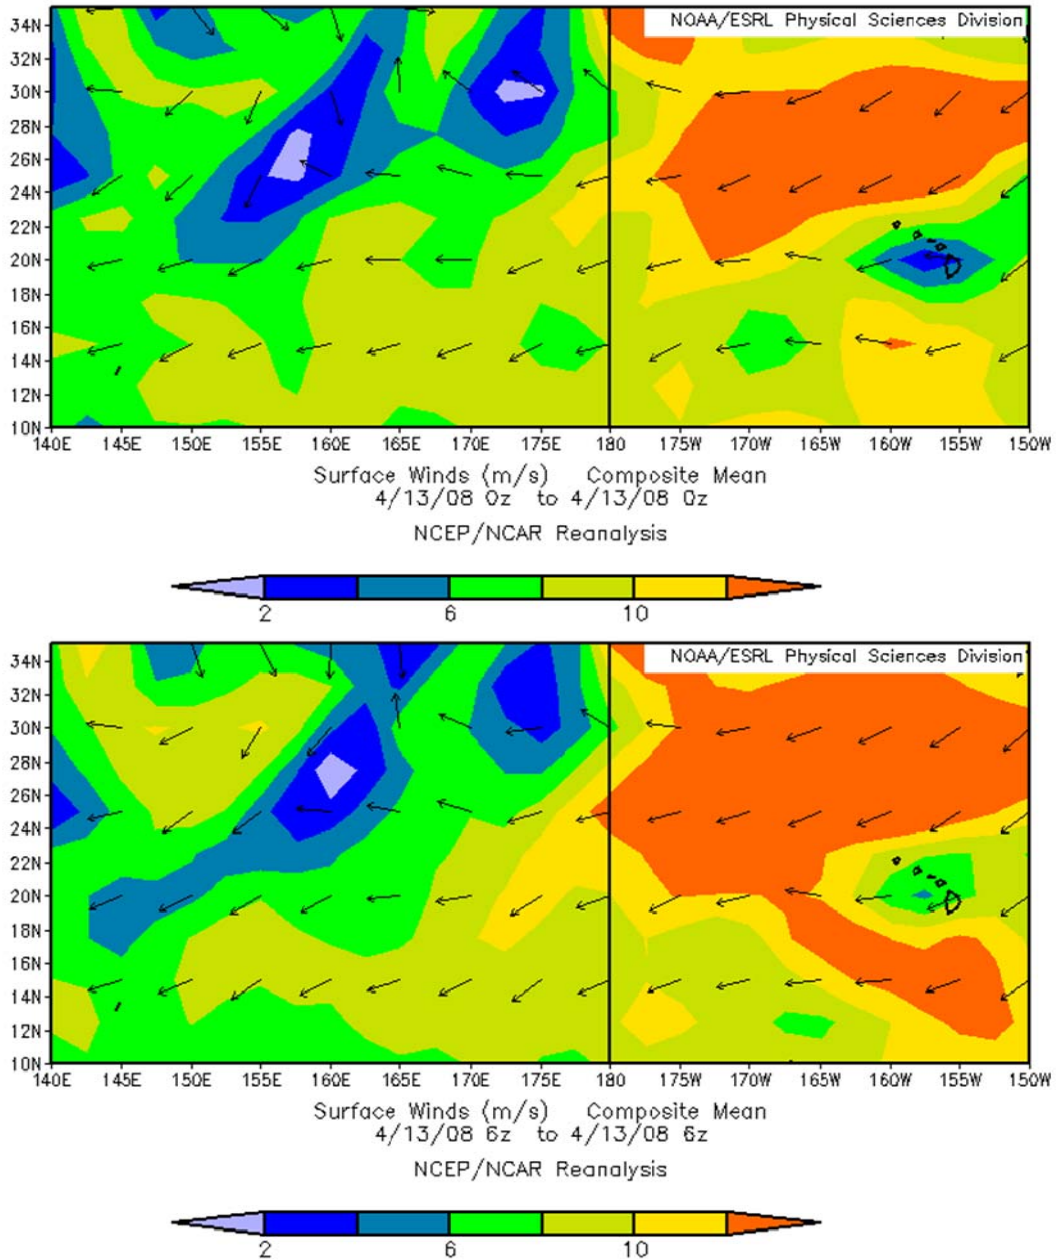 NOAA/ESRL Physical Sciences Division
34N
32N
30N
28N
26N
24N
22N
20N
18N
16N
14N
12N
10N
140E 145E 150E 155E 160E 165E 170E 175E 180 175W 170W 165W 160W 155W 150W
Surface Winds (m/s) Composite Mean
4/13/08 0z to 4/13/08 0z
NCEP/NCAR Reanalysis
2 6 10
NOAA/ESRL Physical Sciences Division
34N
32N
30N
28N
26N
24N
22N
20N
18N
16N
14N
12N
10N
140E 145E 150E 155E 160E 165E 170E 175E 180 175W 170W 165W 160W 155W 150W
Surface Winds (m/s) Composite Mean
4/13/08 6z to 4/13/08 6z
NCEP/NCAR Reanalysis
2 6 10